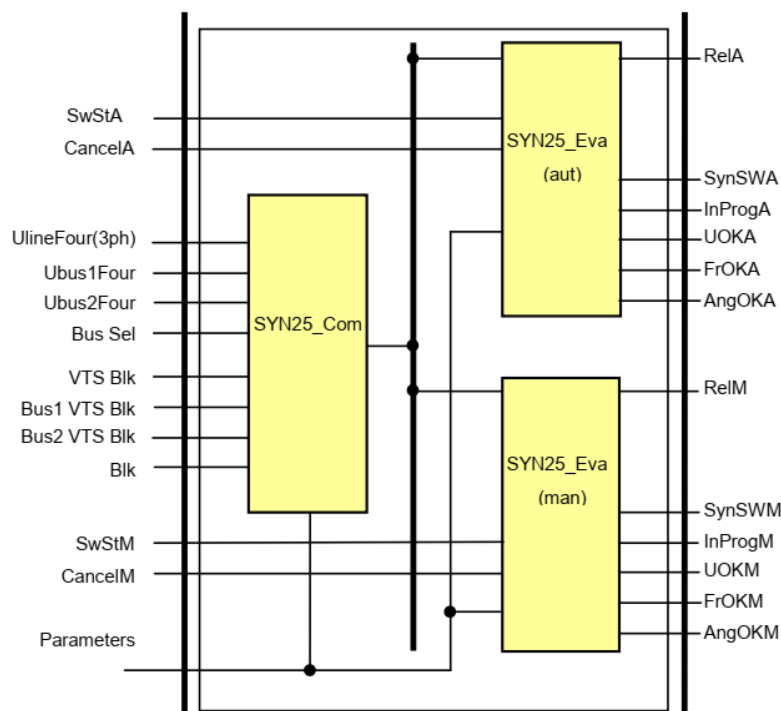 RelA
SwStA
CancelA
SYN25_Eva
(aut)
SynSWA
InProgA
UOKA
FrOKA
AngOKA
UlineFour(3ph)
Ubus1Four
Ubus2Four
Bus Sel
SYN25_Com
VTS Blk
Bus1 VTS Blk
Bus2 VTS Blk
Blk
RelM
SYN25_Eva
(man)
SynSWM
InProgM
UOKM
FrOKM
AngOKM
SwStM
CancelM
Parameters